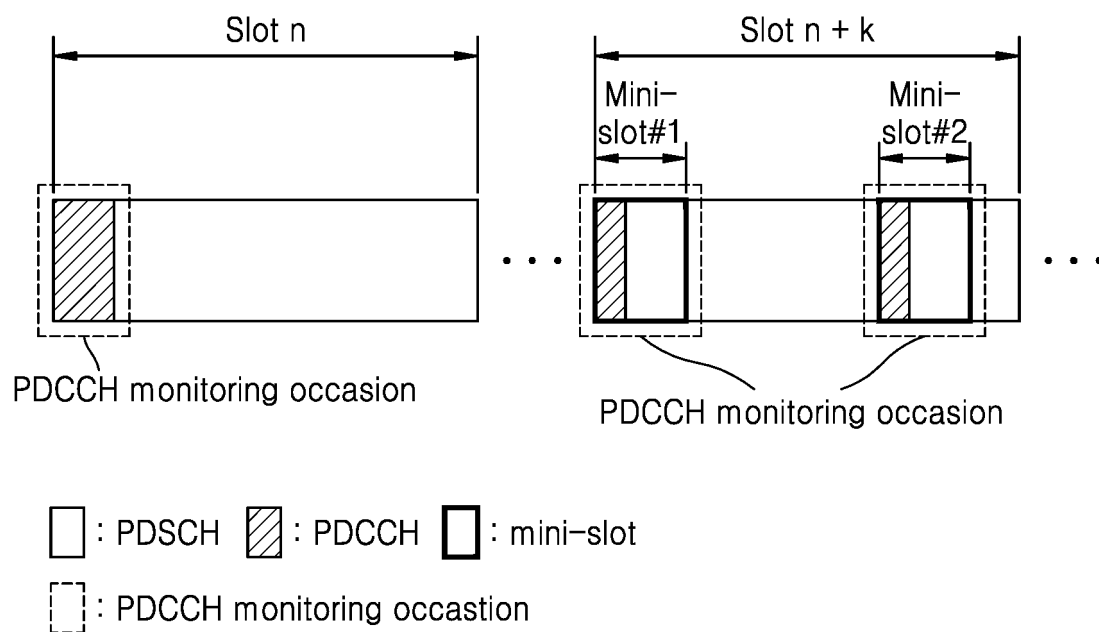 Slot n
Slot n + k
Mini-
slot#1
Mini-
slot#2
PDCCH monitoring occasion
PDCCH monitoring occasion
: PDSCH : PDCCH : mini-slot
: PDCCH monitoring occastion